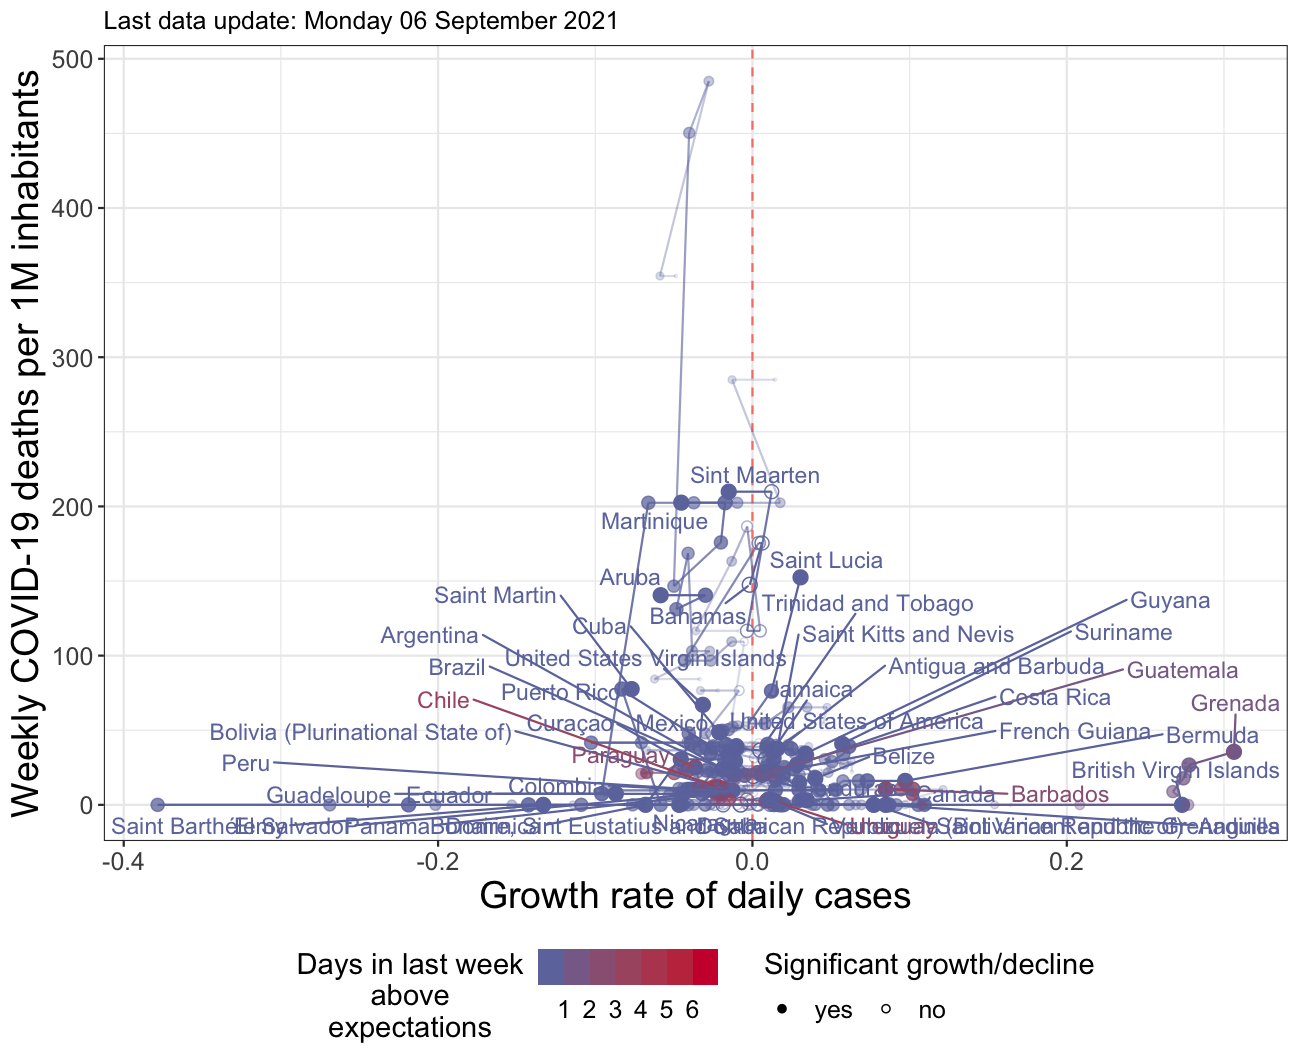 Last data update: Monday 06 September 2021
Weekly COVID-19 deaths per 1M inhabitants
500
400
300
200
100
0
Sint Maarten
Martinique
Saint Lucia
Aruba
Saint Martin
Bahamas
Trinidad and Tobago
Guyana
Cuba
Argentina
Saint Kitts and Nevis
Suriname
Brazil
United States Virgin Islands
Antigua and Barbuda
Guatemala
Puerto Rico
Jamaica
Costa Rica
Chile
Grenada
Curaçao
Mexico
United States of America
Bolivia (Plurinational State of)
French Guiana
Bermuda
Paraguay
Belize
Peru
British Virgin Islands
Guadeloupe
Ecuador
Colombia
Canada
Barbados
Saint Barthélemy
El Salvador
Panama
Dominica
Sint Eustatius and Saba
Nicaragua
Uruguay
Anguilla
-0.4
-0.2
0.0
0.2
Growth rate of daily cases
Days in last week
above
expectations
1 2 3 4 5 6
Significant growth/decline
yes
no